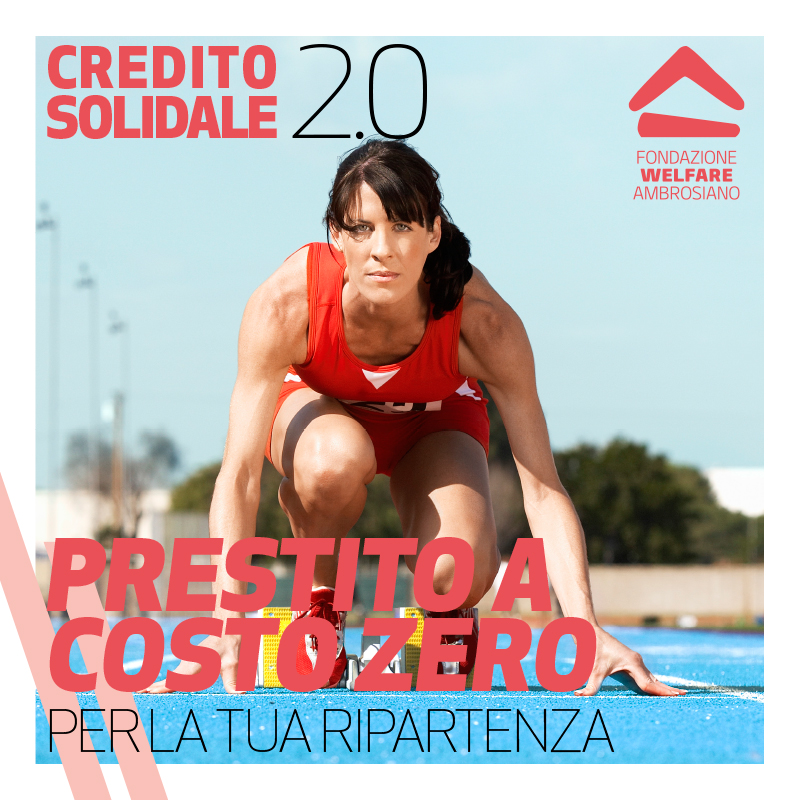 CREDITO
SOLIDALE 2.0
FONDAZIONE
WELFARE
AMBROSIANO
PRESTITO A
COSTO ZERO
PER LA TUA RIPARTENZA